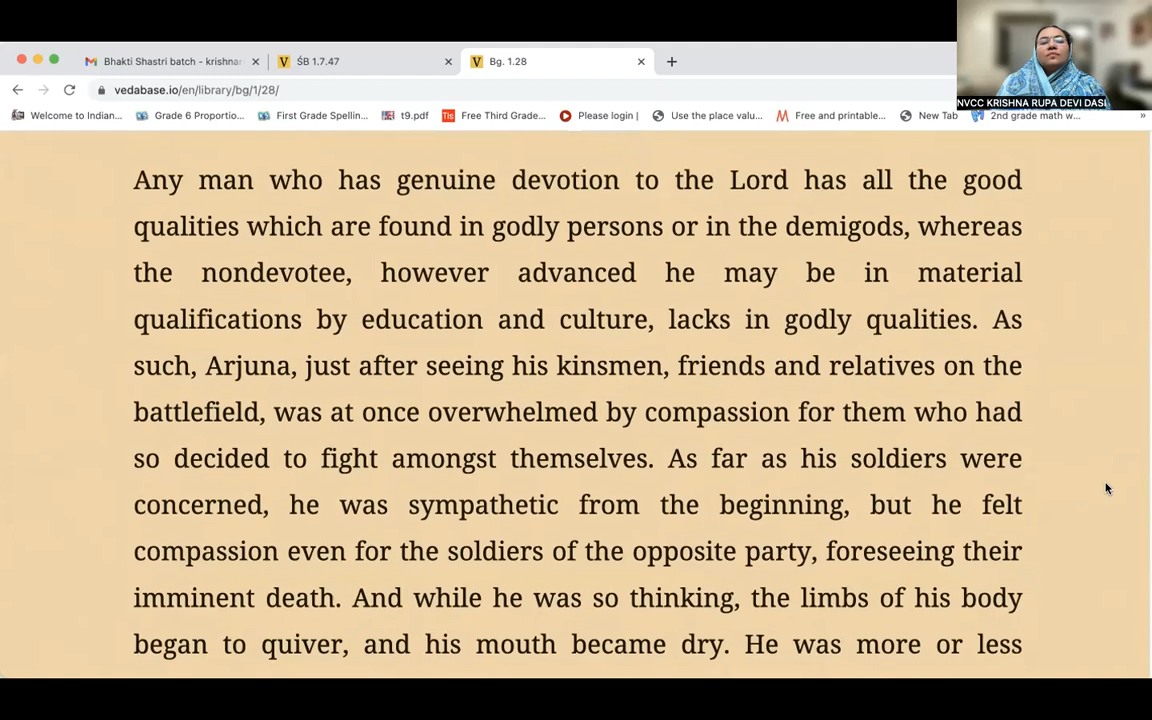 Bhakti Shastri batch - krishna
ŚB 1.7.47
Bg. 1.28
vedabase.io/en/library/bg/1/28/
Welcome to Indian...
Grade 6 Proportio...
First Grade Spellin...
t9.pdf
Tis
Free Third Grade...
Please login |
Use the place valu...
Free and printable...
New Tab
2nd grade math w...
»
NVCC KRISHNA RUPA DEVI DASI
Any man who has genuine devotion to the Lord has all the good
qualities which are found in godly persons or in the demigods, whereas
the nondevotee, however advanced he may be in material
qualifications by education and culture, lacks in godly qualities. As
such, Arjuna, just after seeing his kinsmen, friends and relatives on the
battlefield, was at once overwhelmed by compassion for them who had
so decided to fight amongst themselves. As far as his soldiers were
concerned, he was sympathetic from the beginning, but he felt
compassion even for the soldiers of the opposite party, foreseeing their
imminent death. And while he was so thinking, the limbs of his body
began to quiver, and his mouth became dry. He was more or less